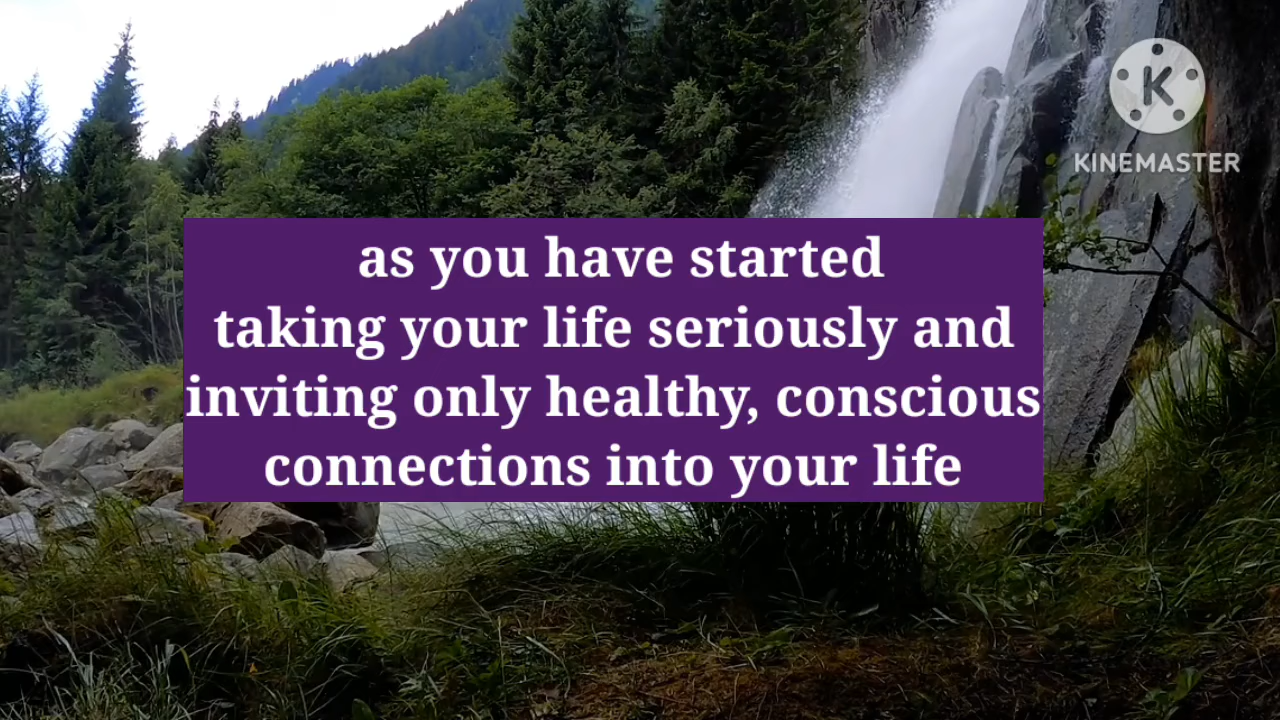 K
KINEMASTER
as you have started
taking your life seriously and
inviting only healthy, conscious
connections into your life